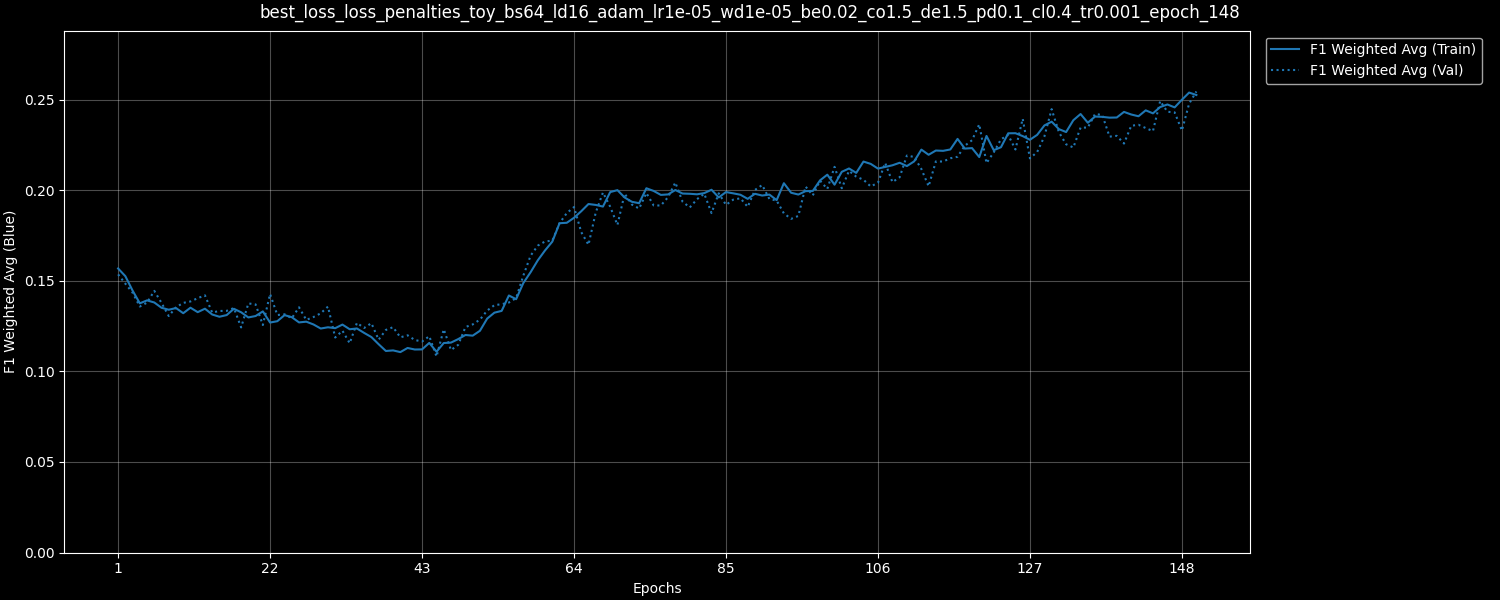 best_loss_loss_penalties_toy_bs64_ld16_adam_lr1e-05_wd1e-05_be0.02_co1.5_de1.5_pd0.1_cl0.4_tr0.001_epoch_148
F1 Weighted Avg (Train)
F1 Weighted Avg (Val)
F1 Weighted Avg (Blue)
0.25
0.20
0.15
0.10
0.05
0.00
1 22 43 64 85 106 127 148
Epochs